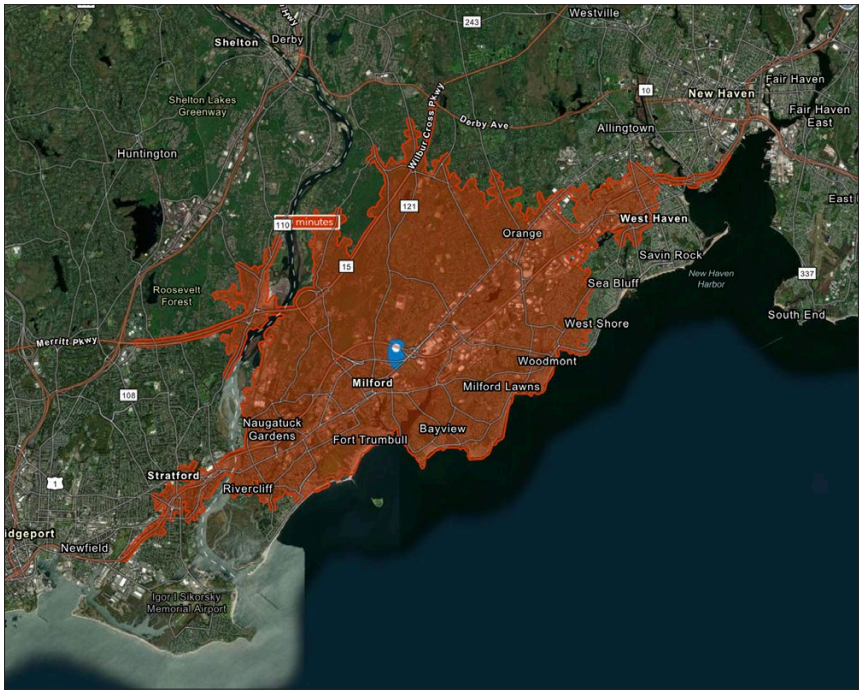 Westville
243
Hwy
Shelton
Derby
Fair Haven
New Haven
10
Fair Haven
East
Shelton Lakes
Greenway
Wilbur Cross Pkwy
Derby Ave
Allingtown
Huntington
121
110
minutes
West Haven
Orange
East
Savin Rock
15
337
New Haven
Harbor
Sea Bluff
Roosevelt
Forest
South End
West Shore
Merritt Pkwy
Woodmont
Milford
Milford Lawns
108
Naugatuck
Gardens
Bayview
Fort Trumbull
Stratford
1
Rivercliff
idgeport
Newfield
Igor I Sikorsky
Memorial Airport